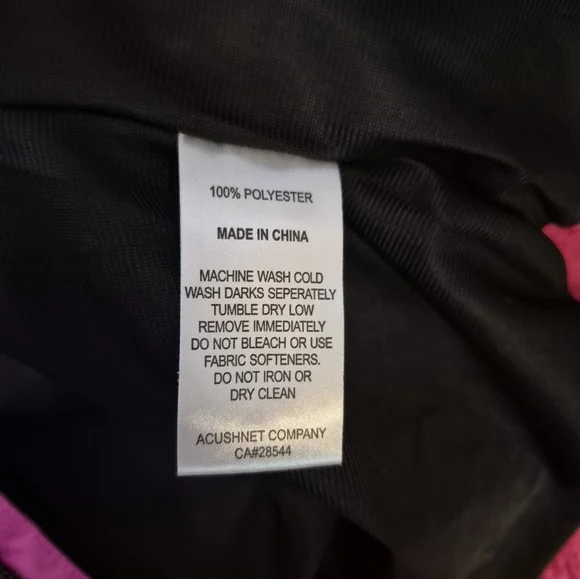 100% POLYESTER
MADE IN CHINA
MACHINE WASH COLD
WASH DARKS SEPERATELY
TUMBLE DRY LOW
REMOVE IMMEDIATELY
DO NOT BLEACH OR USE
FABRIC SOFTENERS.
DO NOT IRON OR
DRY CLEAN
ACUSHNET COMPANY
CA#28544